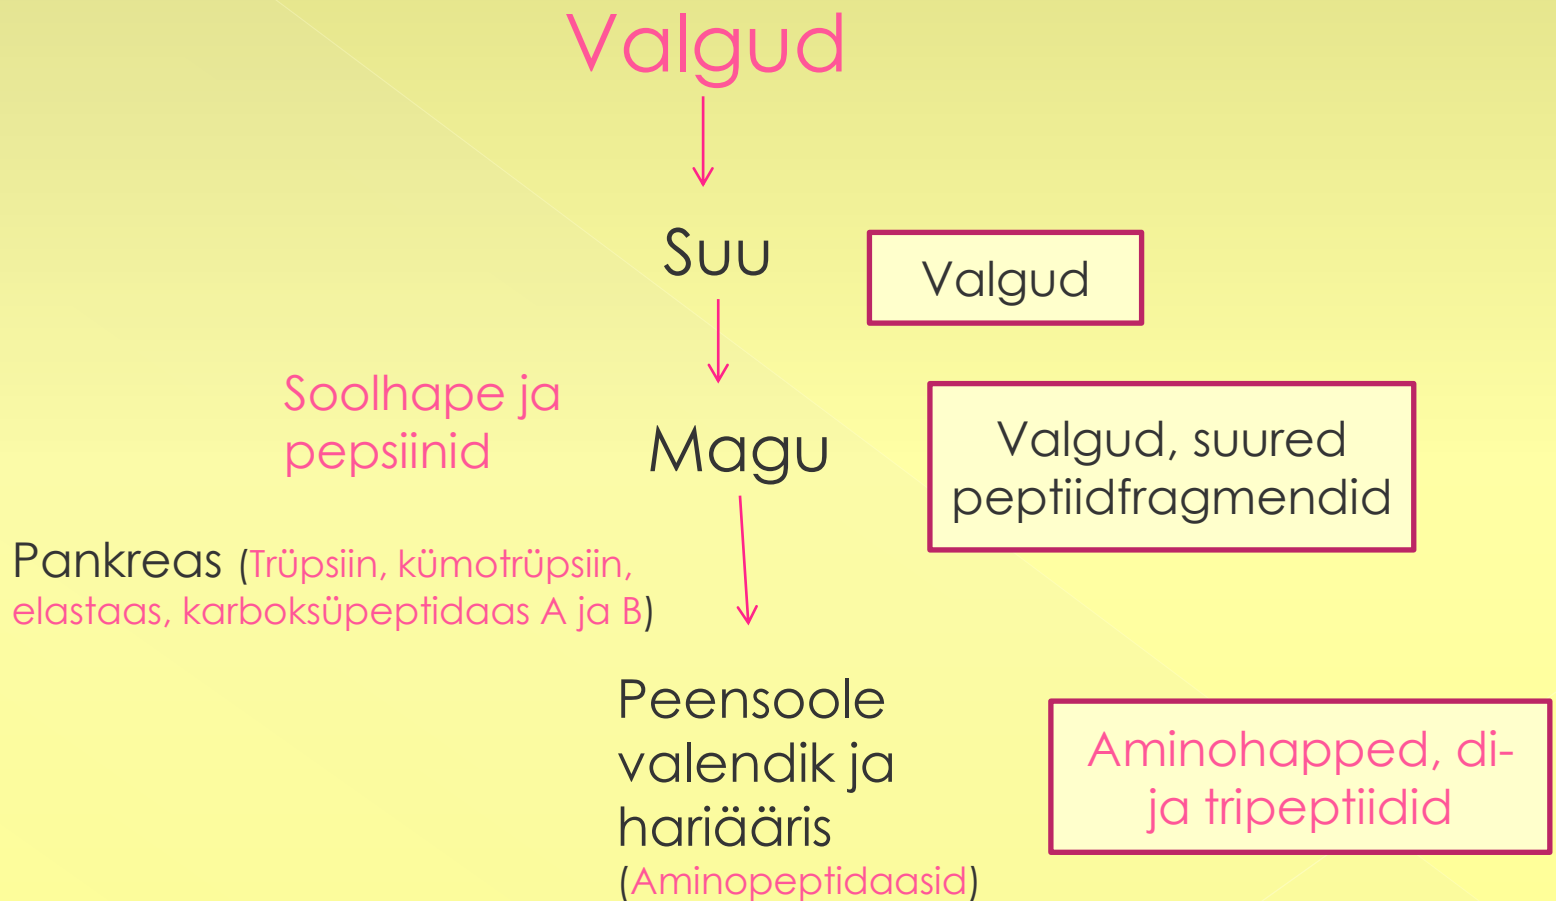 Valgud
Suu
Valgud
Soolhape ja
pepsiinid
Magu
Valgud, suured
peptiidfragmendid
Pankreas (Trüpsiin, kümotrüpsiin,
elastaas, karboksüpeptidaas A ja B)
Peensoole
valendik ja
hariääris
(Aminopeptidaasid)
Aminohapped, di-
ja tripeptiidid